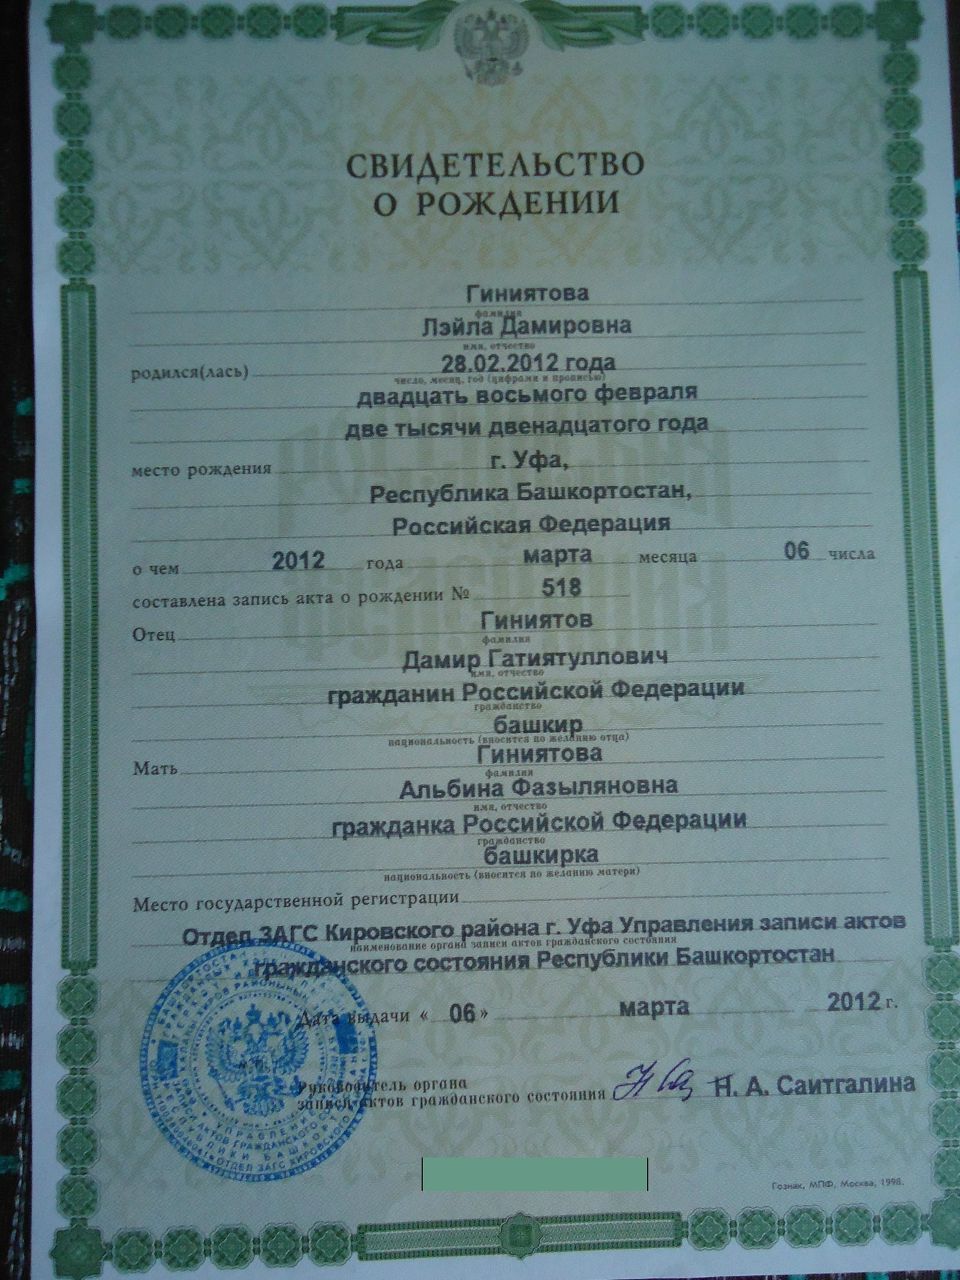 СВИДЕТЕЛЬСТВО
О РОЖДЕНИИ
Гиниятова
фамилия
Лэйла Дамировна
имя, отчество
родился(лась) 28.02.2012 года
число, месяц, год (цифрами и прописью)
двадцать восьмого февраля
две тысячи двенадцатого года
место рождения г. Уфа,
Республика Башкортостан,
Российская Федерация
о чем 2012 года марта месяца 06 числа
составлена запись акта о рождении № 518
Отец Гиниятов
фамилия
Дамир Гатиятуллович
имя, отчество
гражданин Российской Федерации
гражданство
башкир
национальность (вносится по желанию отца)
Мать Гиниятова
фамилия
Альбина Фазыляновна
имя, отчество
гражданка Российской Федерации
гражданство
башкирка
национальность (вносится по желанию матери)
Место государственной регистрации
Отдел ЗАГС Кировского района г. Уфа Управления записи актов
наименование органа записи актов гражданского состояния
гражданского состояния Республики Башкортостан
Дата выдачи « 06 » марта 2012 г.
Руководитель органа
записи актов гражданского состояния Н. А. Саитгалина
Гознак, МПФ, Москва, 1998.